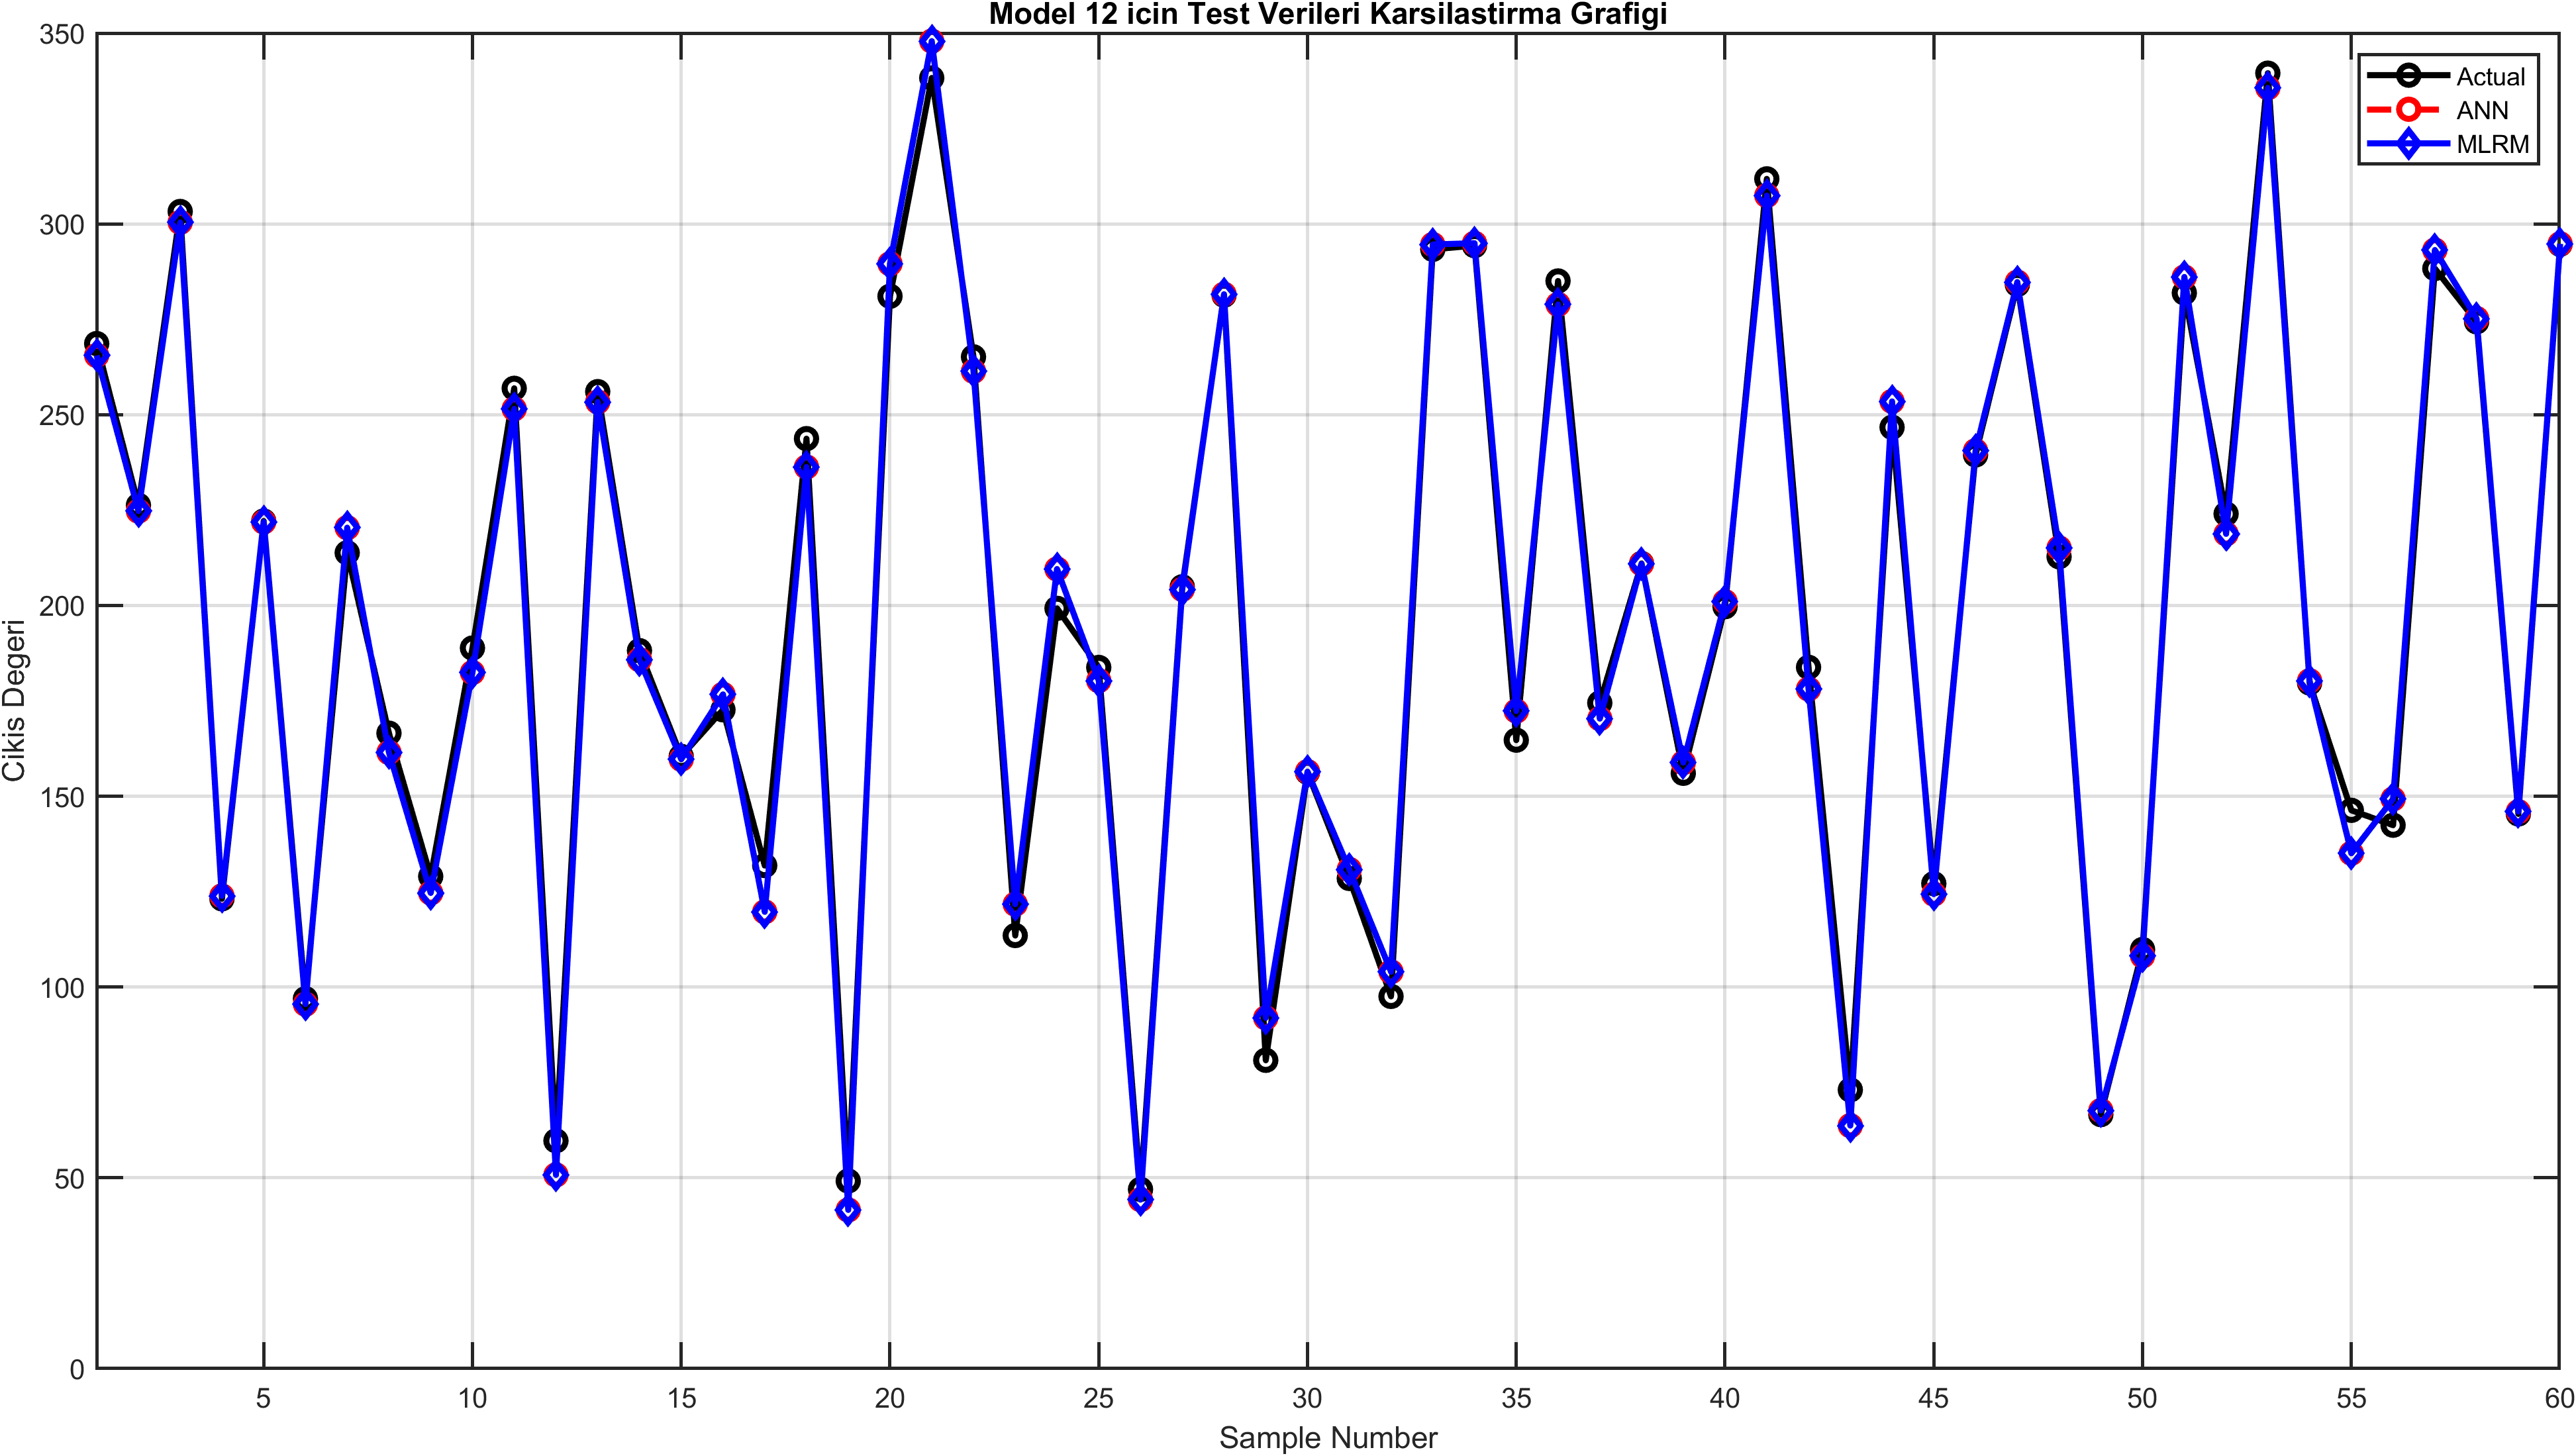 Model 12 icin Test Verileri Karsilastirma Grafigi
350
300
250
200
150
100
50
0
Cikis Degeri
Actual
ANN
MLRM
5 10 15 20 25 30 35 40 45 50 55 60
Sample Number